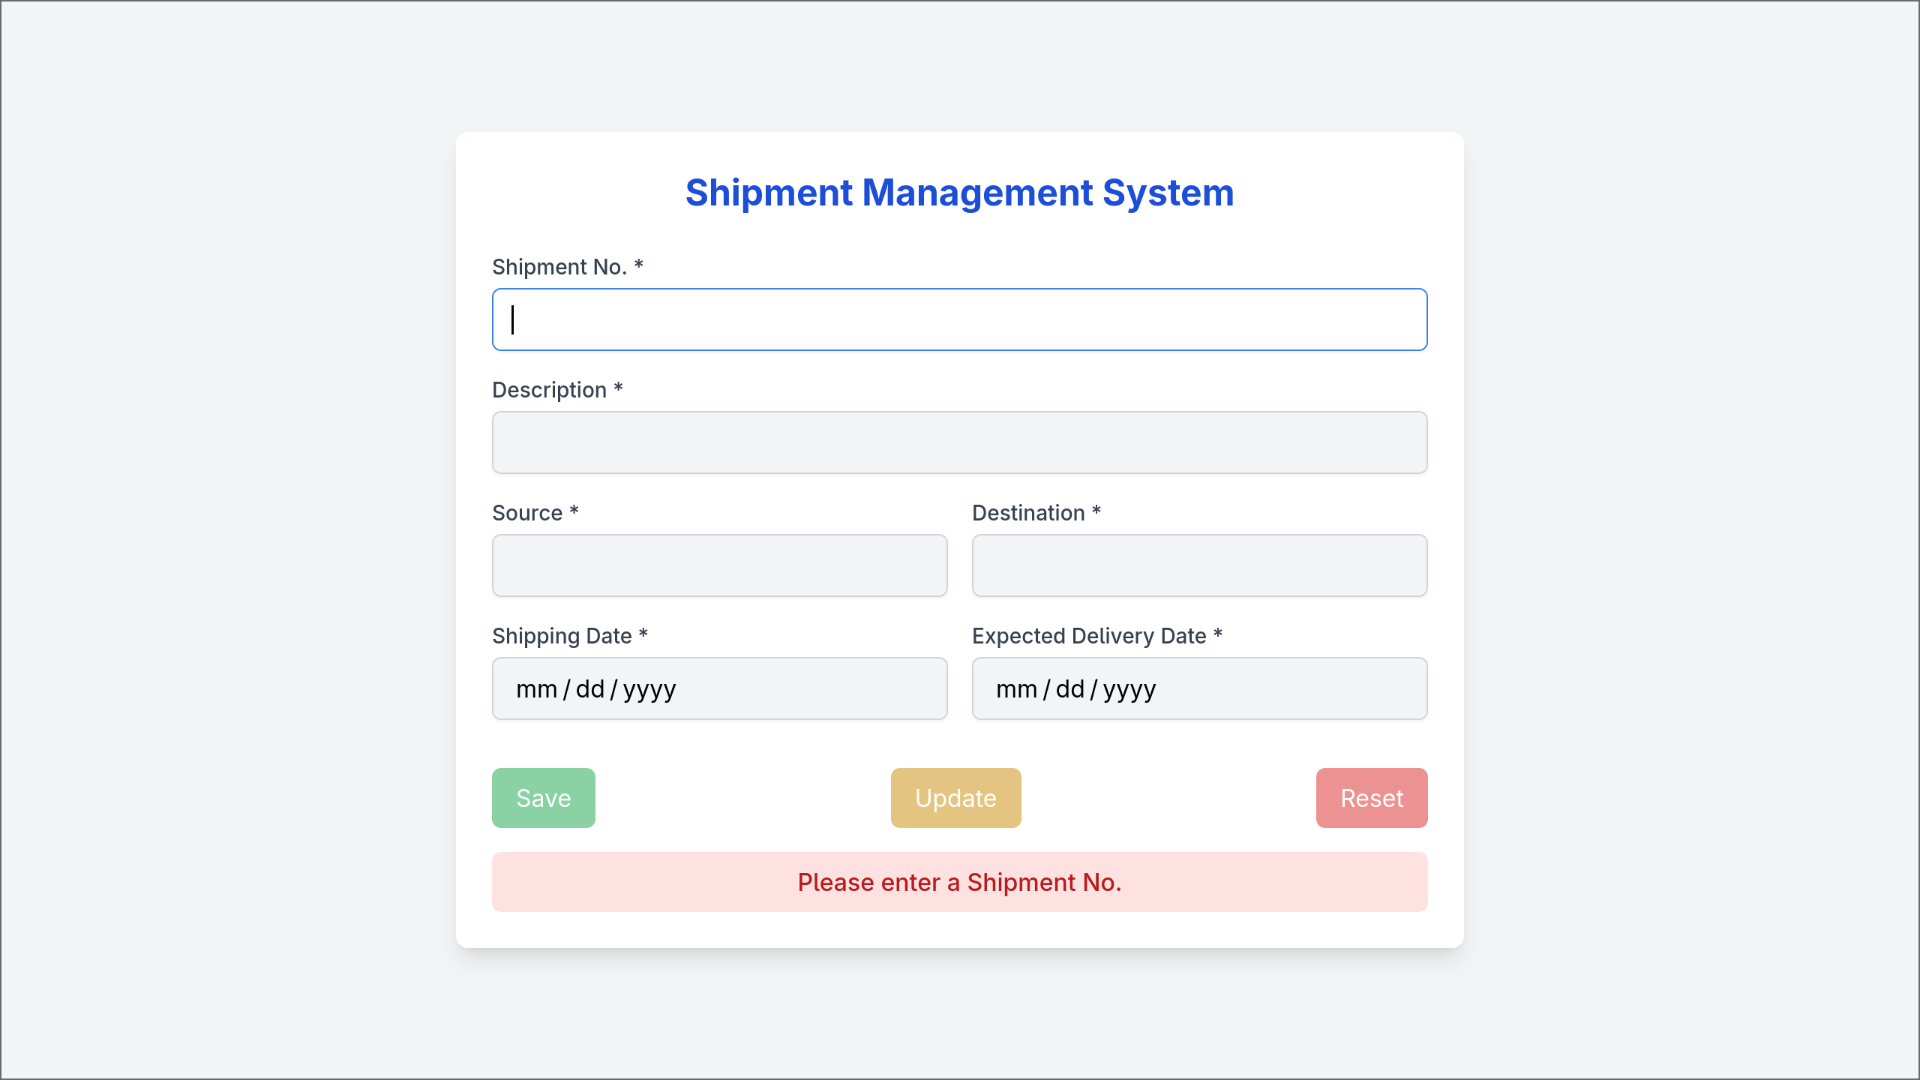 Shipment Management System
Shipment No. *
Description *
Source *
Destination *
Shipping Date *
Expected Delivery Date *
mm/dd/yyyy
mm/dd/yyyy
Save
Update
Reset
Please enter a Shipment No.